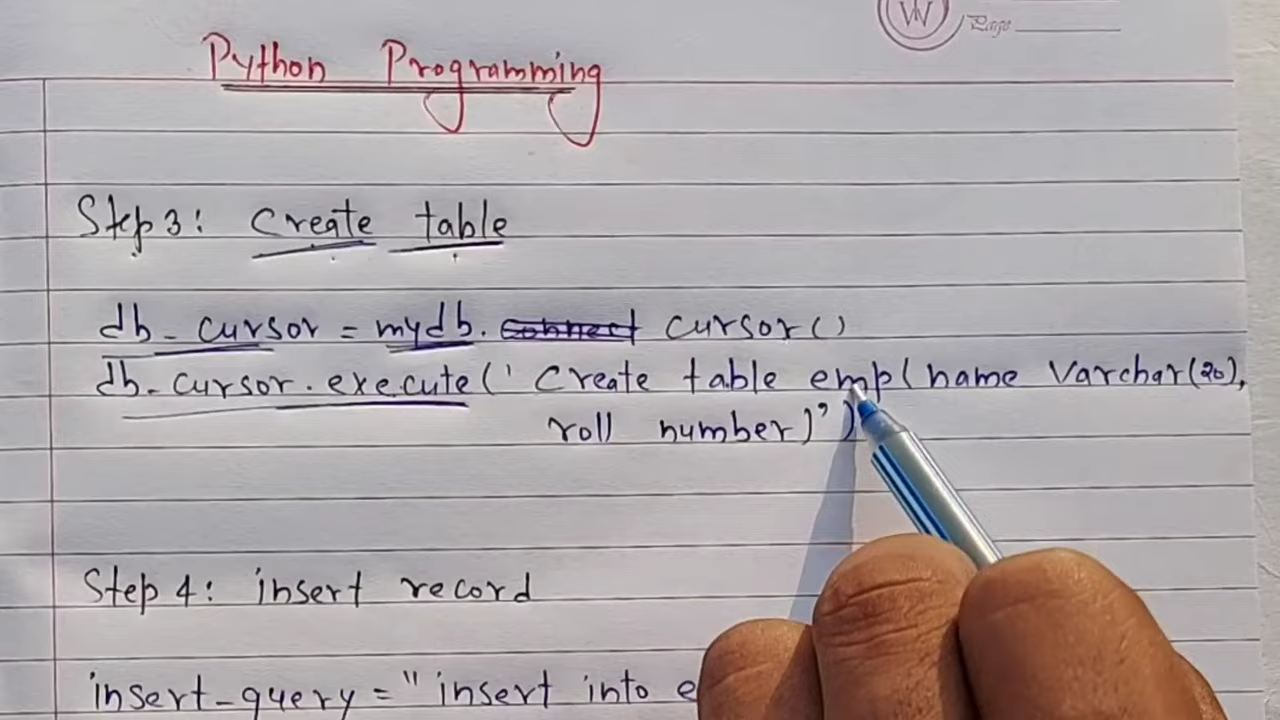 Page
Python Programming
Step 3: Create table
db_cursor = mydb. cursor()
db_cursor.execute(' Create table emp(name Varchar(20),
roll number)')
Step 4: insert record
insert_query = " insert into e